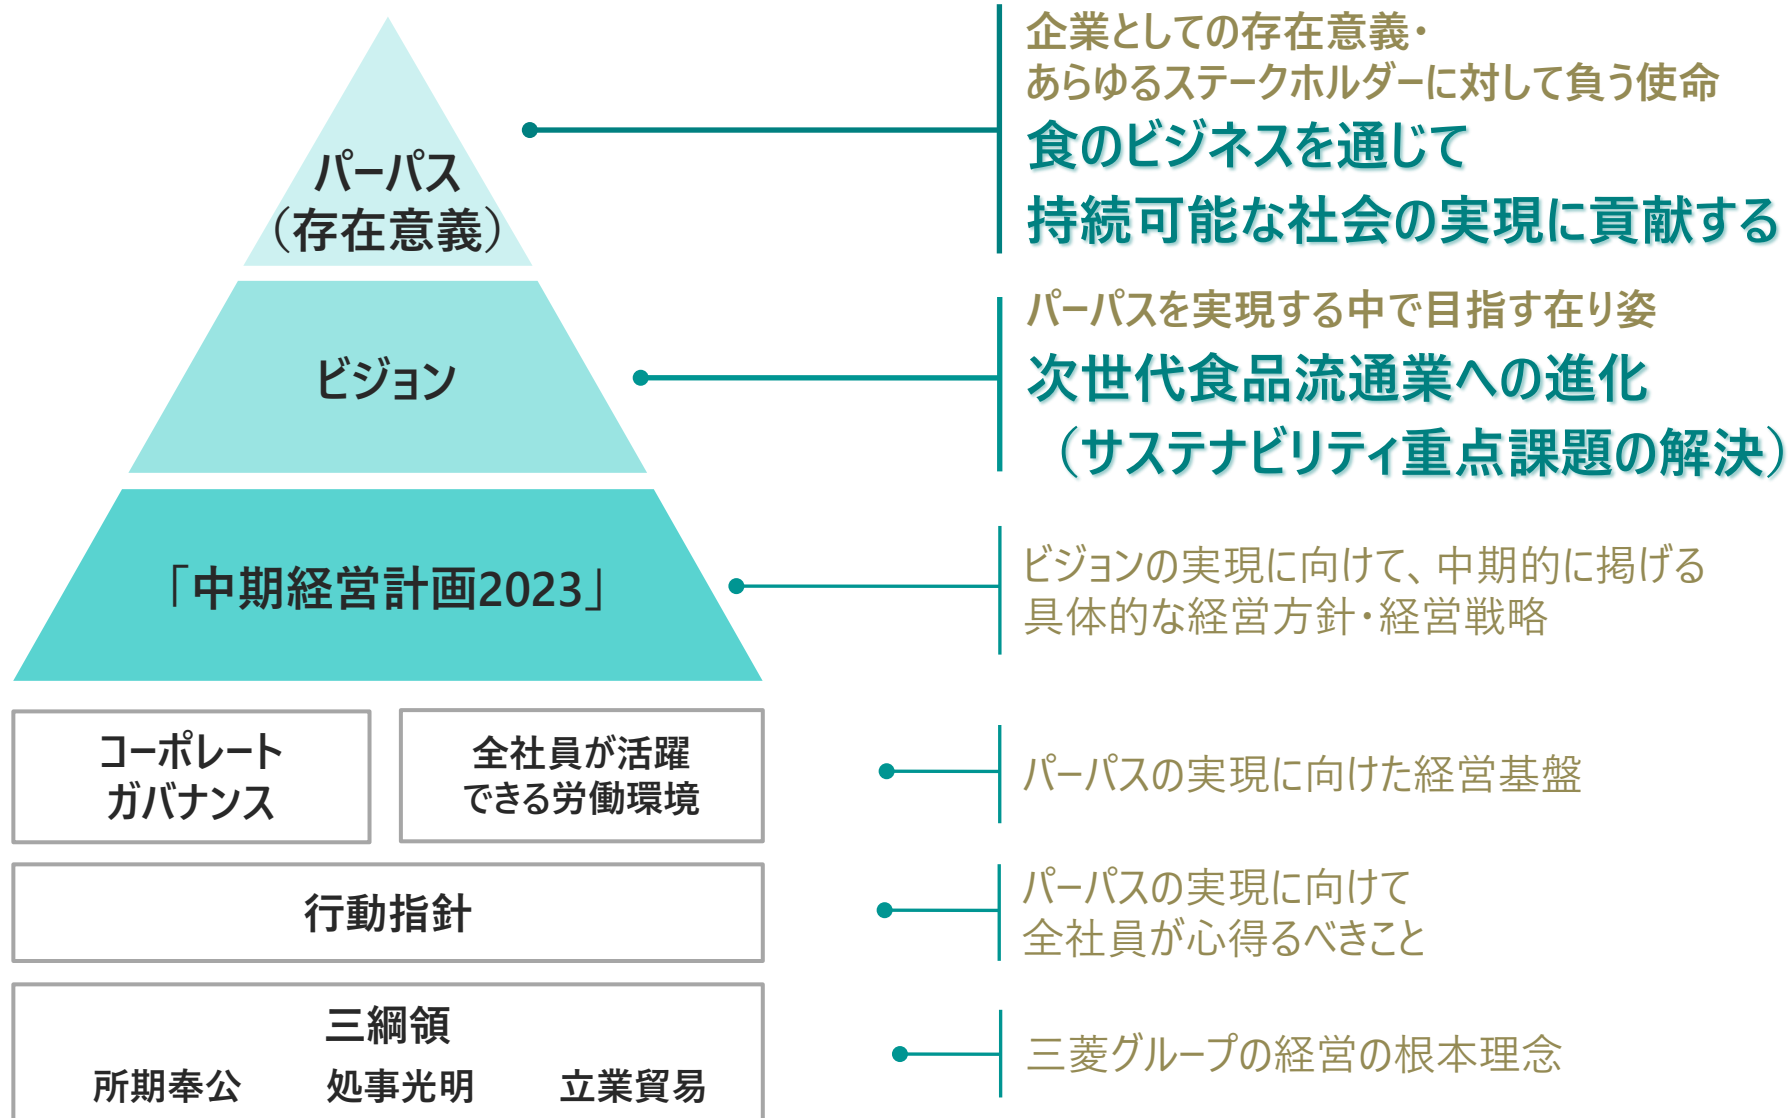 パーパス
（存在意義）
企業としての存在意義・
あらゆるステークホルダーに対して負う使命
食のビジネスを通じて
持続可能な社会の実現に貢献する
ビジョン
パーパスを実現する中で目指す在り姿
次世代食品流通業への進化
（サステナビリティ重点課題の解決）
「中期経営計画2023」
ビジョンの実現に向けて、中期的に掲げる
具体的な経営方針・経営戦略
コーポレート
ガバナンス
全社員が活躍
できる労働環境
パーパスの実現に向けた経営基盤
行動指針
パーパスの実現に向けて
全社員が心得るべきこと
三綱領
所期奉公 処事光明 立業貿易
三菱グループの経営の根本理念